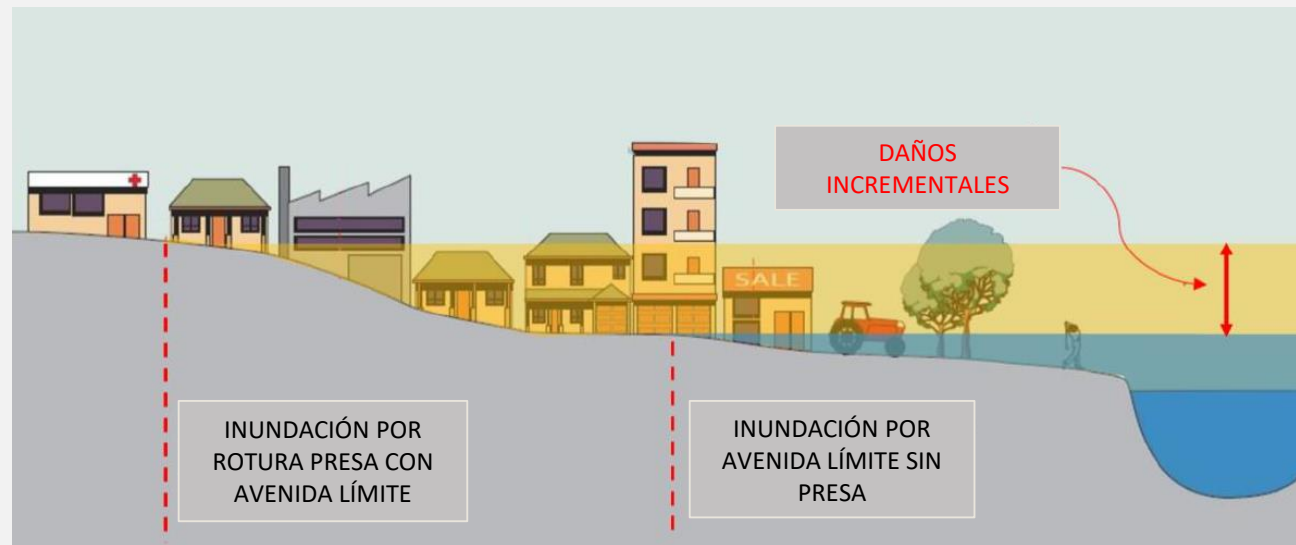 DAÑOS
INCREMENTALES
SALE
INUNDACIÓN POR
ROTURA PRESA CON
AVENIDA LÍMITE
INUNDACIÓN POR
AVENIDA LÍMITE SIN
PRESA